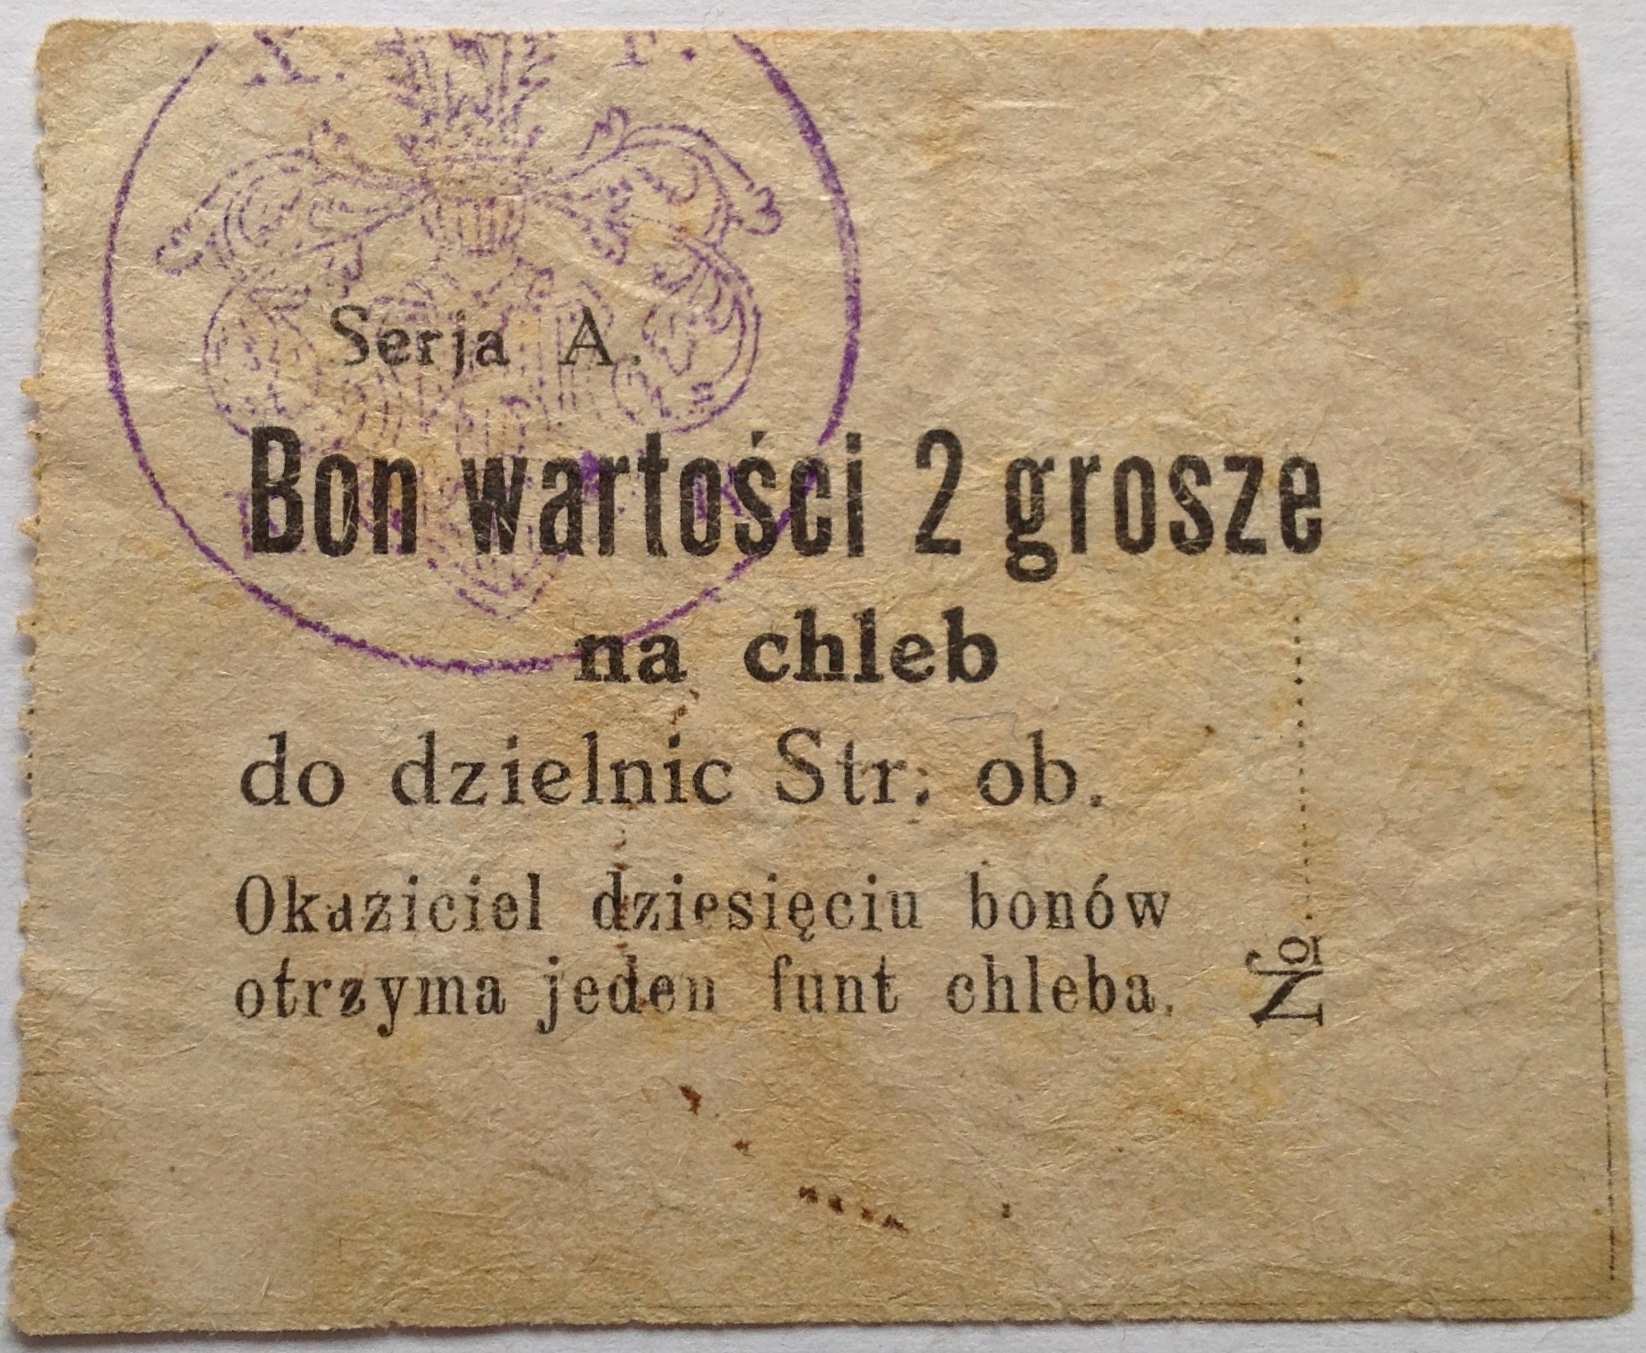 Serja A.
Bon wartości 2 grosze
na chleb
do dzielnic Str. ob.
Okaziciel dziesięciu bonów
otrzyma jeden funt chleba.
No